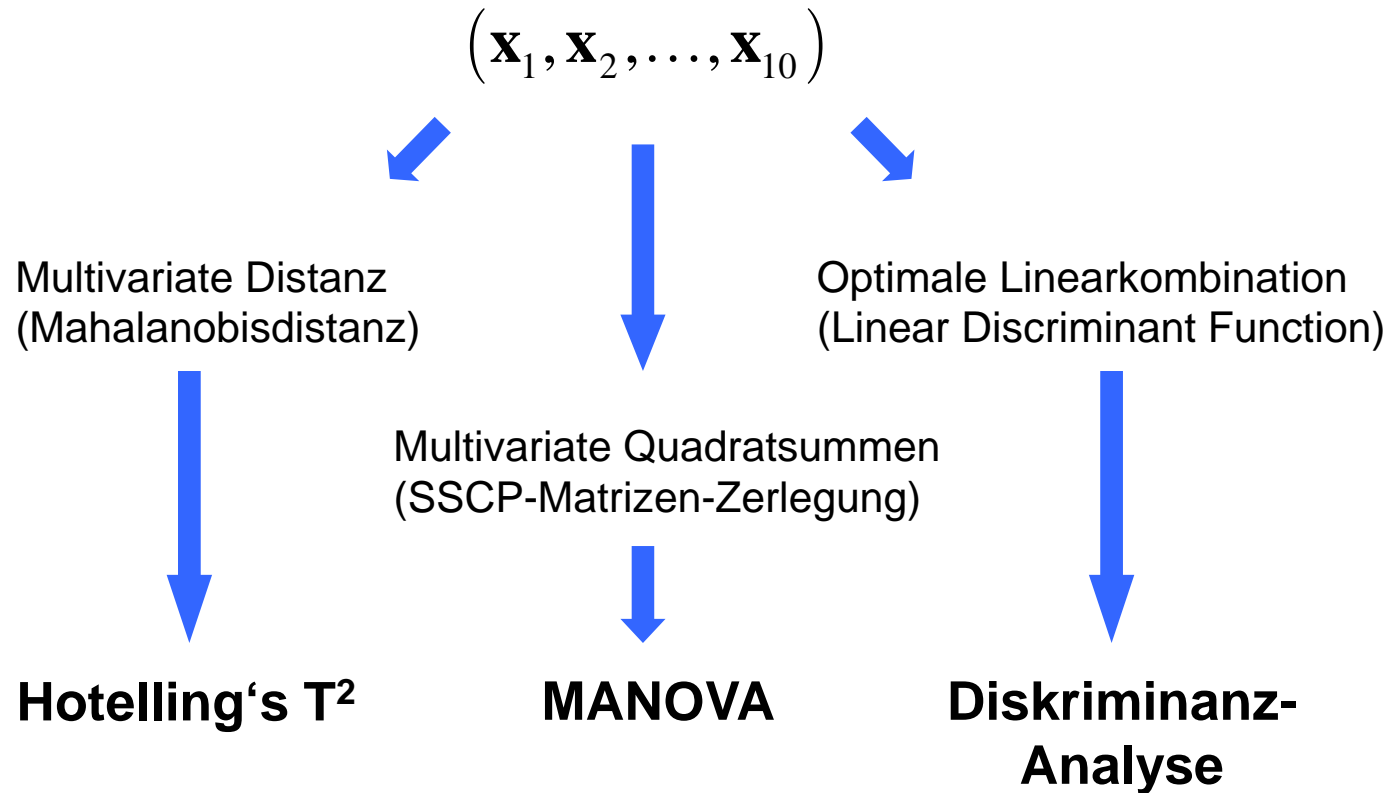 (x₁, x₂, . . . , x₁₀)
Multivariate Distanz
(Mahalanobisdistanz)
Optimale Linearkombination
(Linear Discriminant Function)
Multivariate Quadratsummen
(SSCP-Matrizen-Zerlegung)
Hotelling‘s T²
MANOVA
Diskriminanz-
Analyse